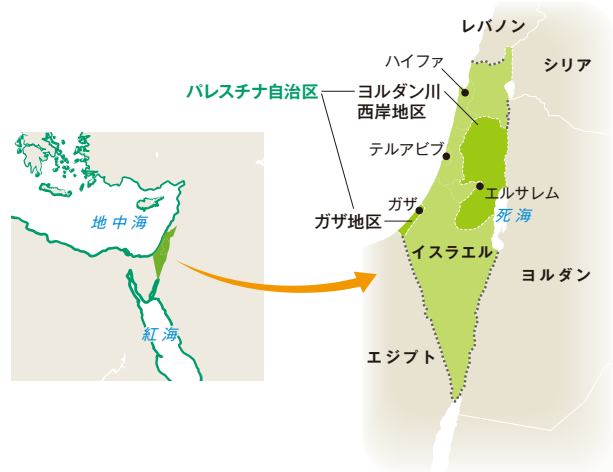 レバノン
シリア
ハイファ
パレスチナ自治区
ヨルダン川
西岸地区
テルアビブ
エルサレム
ガザ
死海
ガザ地区
地中海
イスラエル
ヨルダン
紅海
エジプト